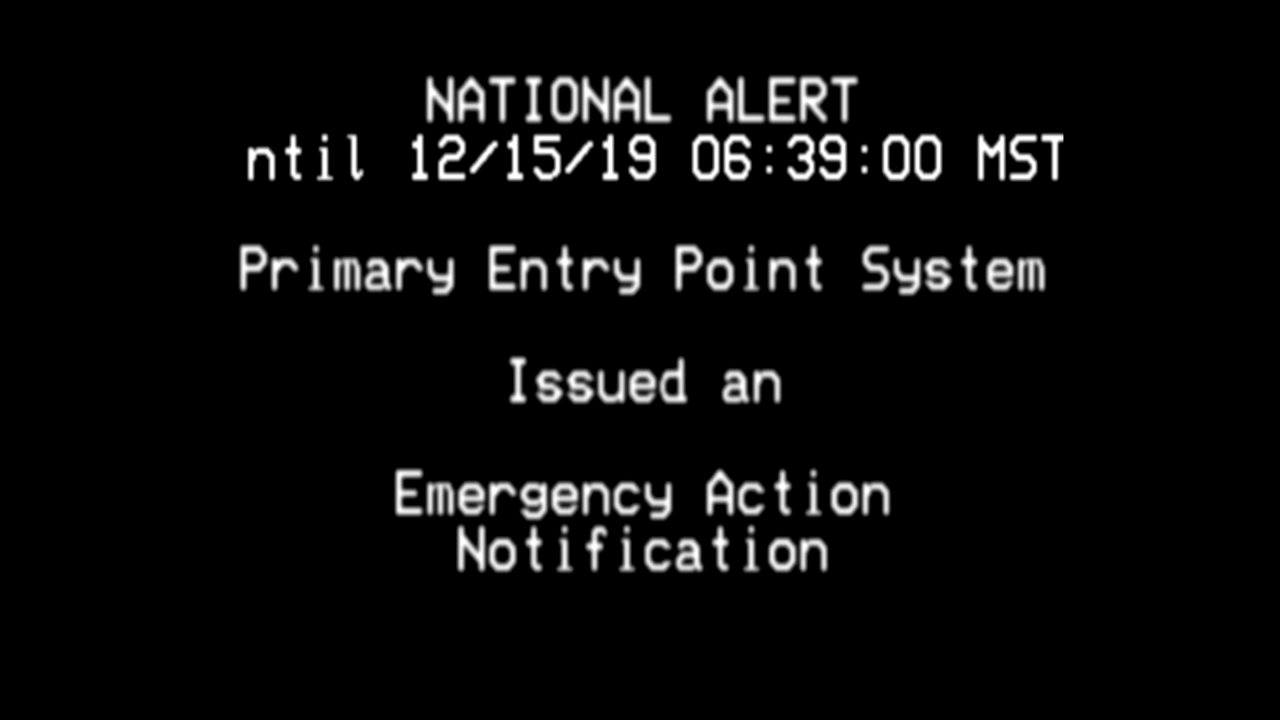 NATIONAL ALERT
ntil 12/15/19 06:39:00 MST
Primary Entry Point System
Issued an
Emergency Action
Notification